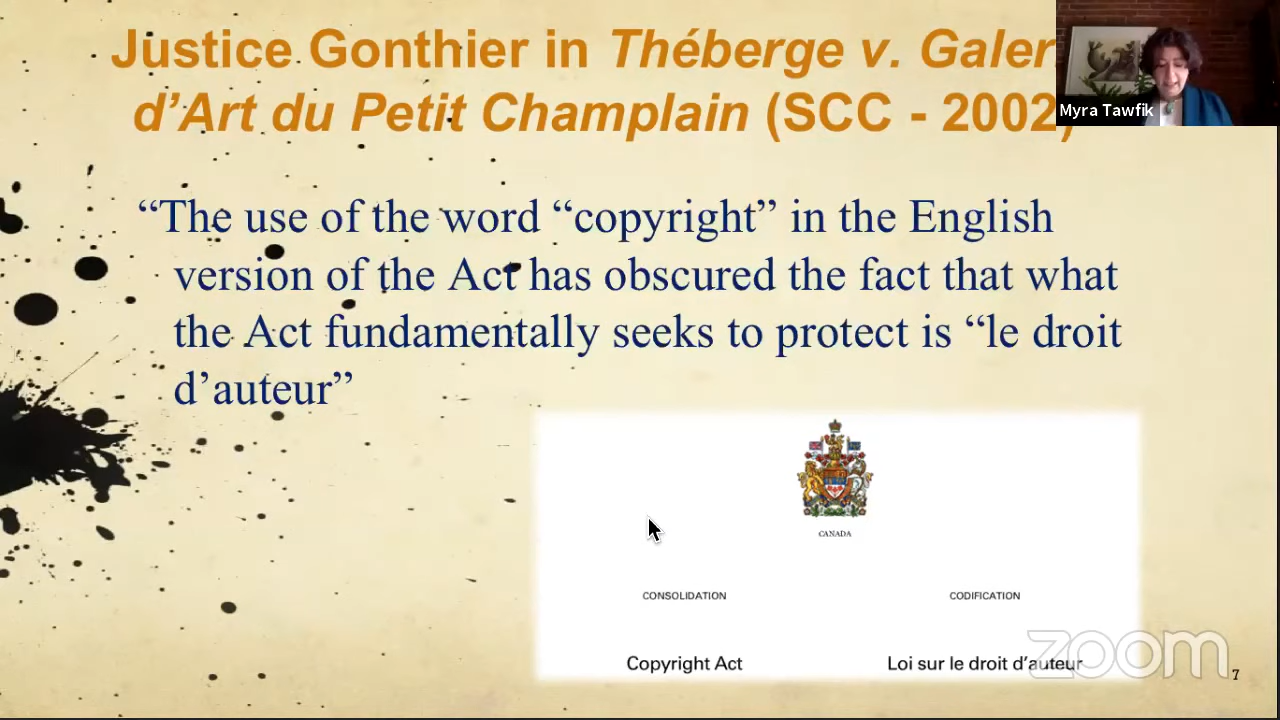 Justice Gonthier in Théberge v. Galer
d’Art du Petit Champlain (SCC - 2002)
Myra Tawfik
“The use of the word “copyright” in the English
version of the Act has obscured the fact that what
the Act fundamentally seeks to protect is “le droit
d’auteur”
CANADA
CONSOLIDATION
CODIFICATION
Copyright Act
Loi sur le droit d’auteur
zoom
7